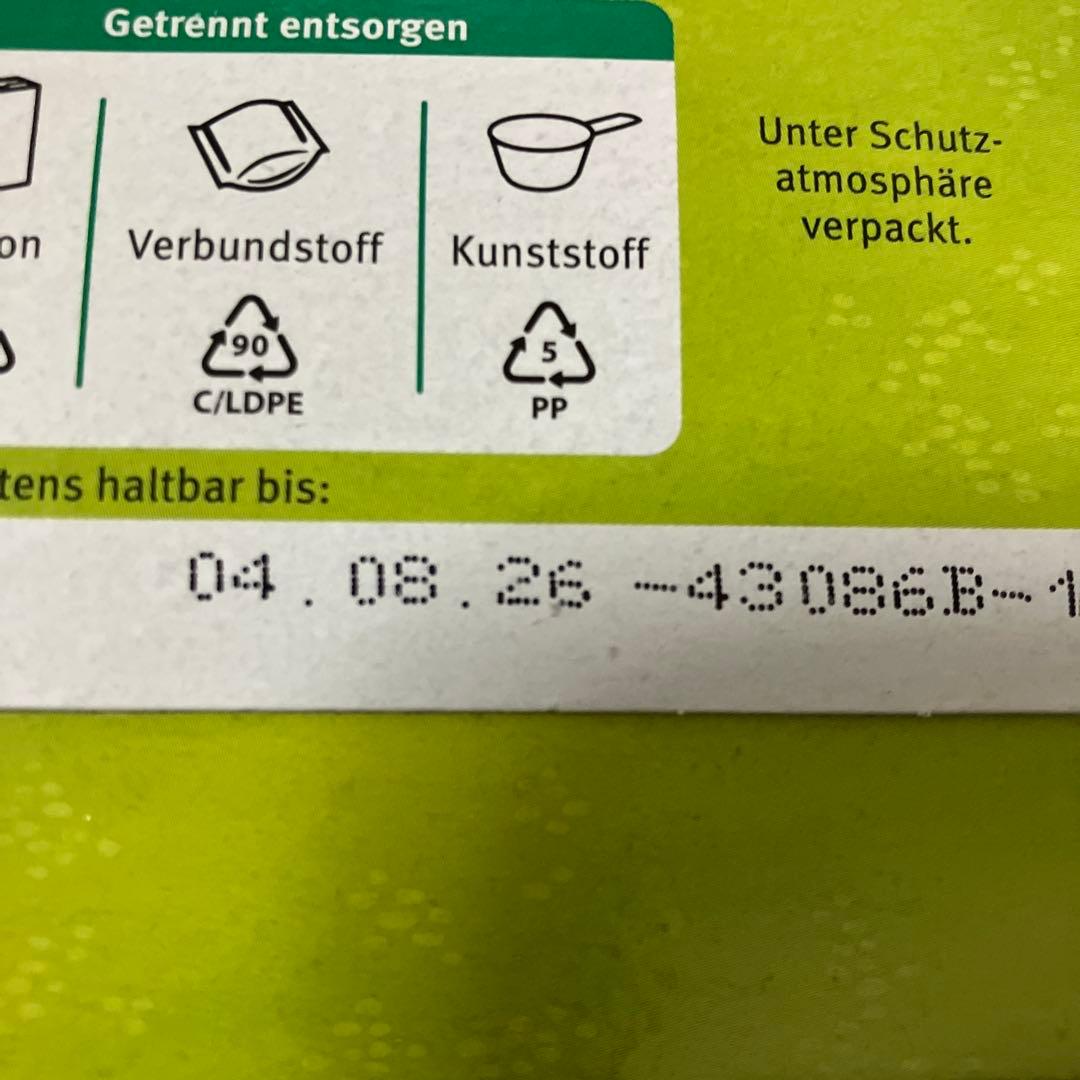 Getrennt entsorgen
on
Verbundstoff
Kunststoff
90
C/LDPE
5
PP
Unter Schutz-
atmosphäre
verpackt.
tens haltbar bis:
04.08.26 -43086B-1